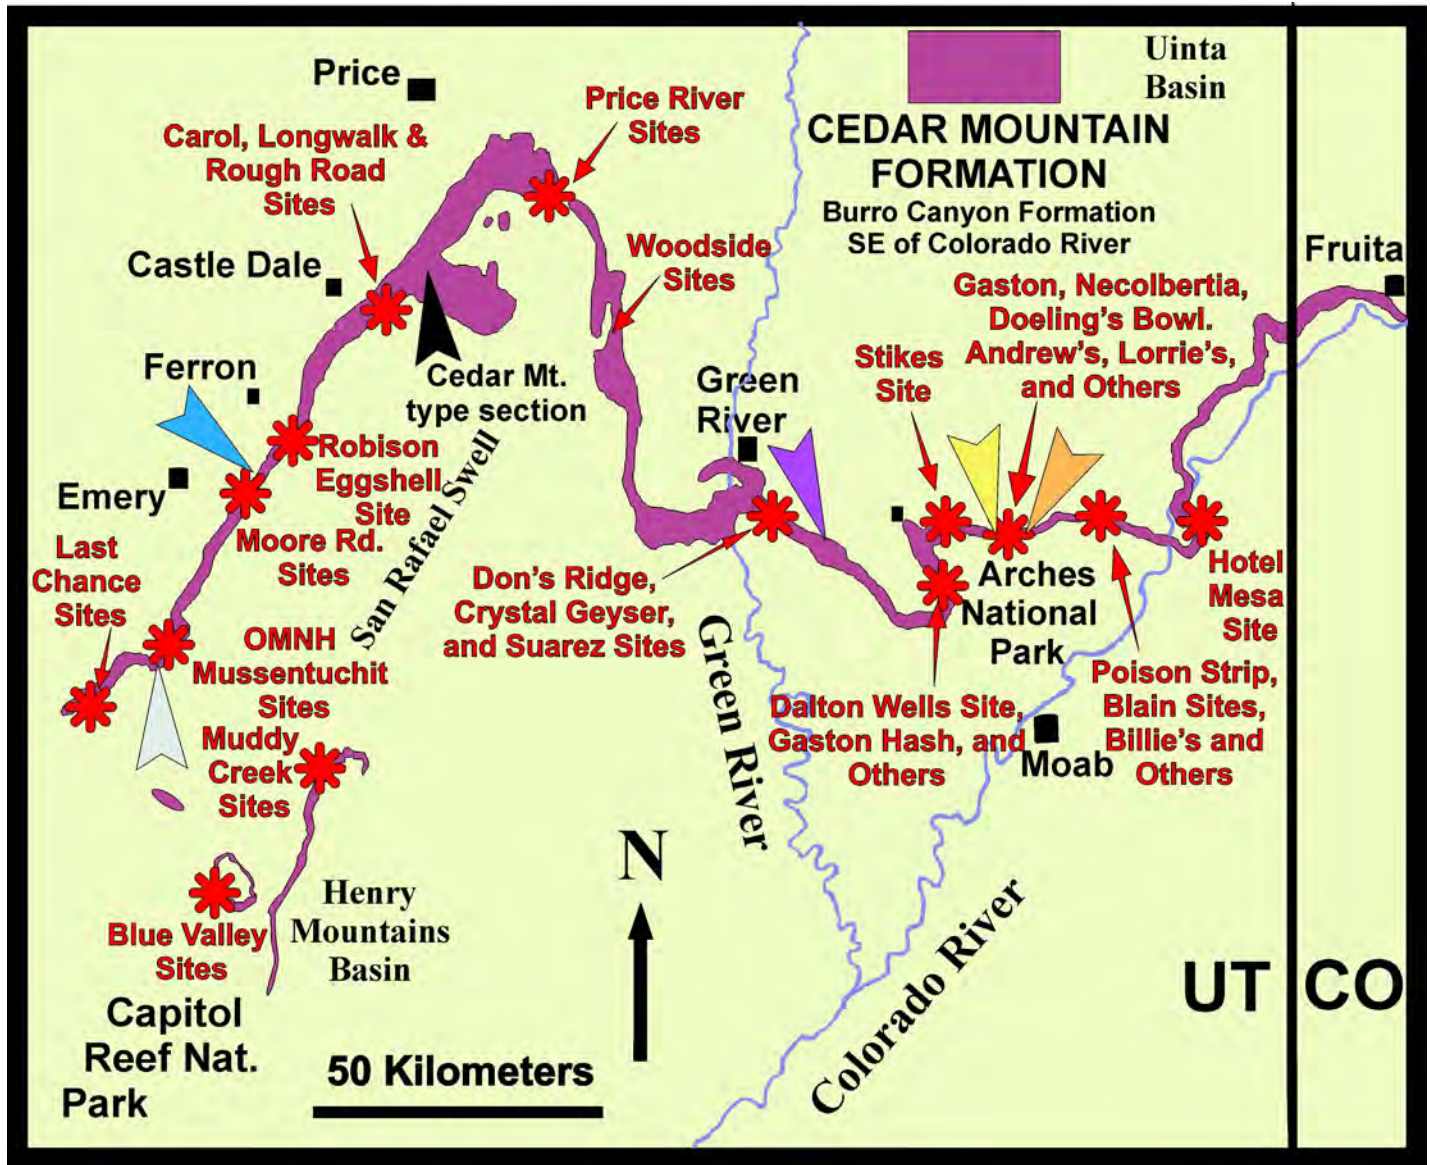 Price
Carol, Longwalk &
Rough Road
Sites
Price River
Sites
Uinta
Basin
CEDAR MOUNTAIN
FORMATION
Burro Canyon Formation
SE of Colorado River
Castle Dale
Woodside
Sites
Fruita
Gaston, Necolbertia,
Doeling's Bowl.
Andrew's, Lorrie's,
and Others
Stikes
Site
Ferron
Cedar Mt.
type section
Green
River
Robison
Eggshell
Site
San Rafael Swell
Emery
Moore Rd.
Sites
Last
Chance
Sites
Don's Ridge,
Crystal Geyser,
and Suarez Sites
Arches
National
Park
Hotel
Mesa
Site
OMNH
Mussentuchit
Sites
Green River
Poison Strip,
Blain Sites,
Billie's and
Others
Dalton Wells Site,
Gaston Hash, and
Others
Moab
Muddy
Creek
Sites
N
Henry
Mountains
Basin
Blue Valley
Sites
Colorado River
UT
CO
Capitol
Reef Nat.
Park
50 Kilometers